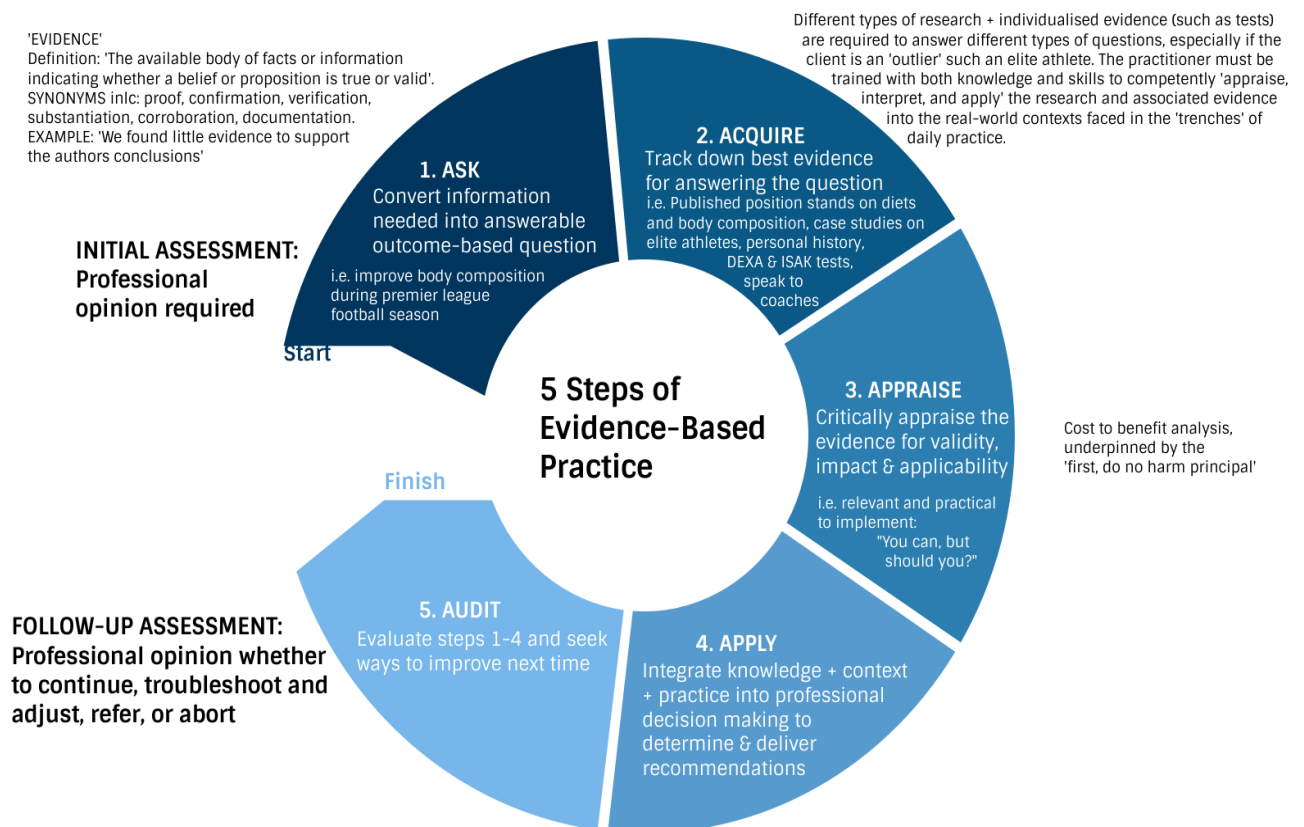 'EVIDENCE'
Definition: 'The available body of facts or information
indicating whether a belief or proposition is true or valid'.
SYNONYMS inlc: proof, confirmation, verification,
substantiation, corroboration, documentation.
EXAMPLE: 'We found little evidence to support
the authors conclusions'
Different types of research + individualised evidence (such as tests)
are required to answer different types of questions, especially if the
client is an 'outlier' such an elite athlete. The practitioner must be
trained with both knowledge and skills to competently 'appraise,
interpret, and apply' the research and associated evidence
into the real-world contexts faced in the 'trenches' of
daily practice.
INITIAL ASSESSMENT:
Professional
opinion required
Start
1. ASK
Convert information
needed into answerable
outcome-based question
i.e. improve body composition
during premier league
football season
2. ACQUIRE
Track down best evidence
for answering the question
i.e. Published position stands on diets
and body composition, case studies on
elite athletes, personal history,
DEXA & ISAK tests,
speak to
coaches
5 Steps of
Evidence-Based
Practice
3. APPRAISE
Critically appraise the
evidence for validity,
impact & applicability
i.e. relevant and practical
to implement:
"You can, but
should you?"
Cost to benefit analysis,
underpinned by the
'first, do no harm principal'
4. APPLY
Integrate knowledge + context
+ practice into professional
decision making to
determine & deliver
recommendations
Finish
5. AUDIT
Evaluate steps 1-4 and seek
ways to improve next time
FOLLOW-UP ASSESSMENT:
Professional opinion whether
to continue, troubleshoot and
adjust, refer, or abort